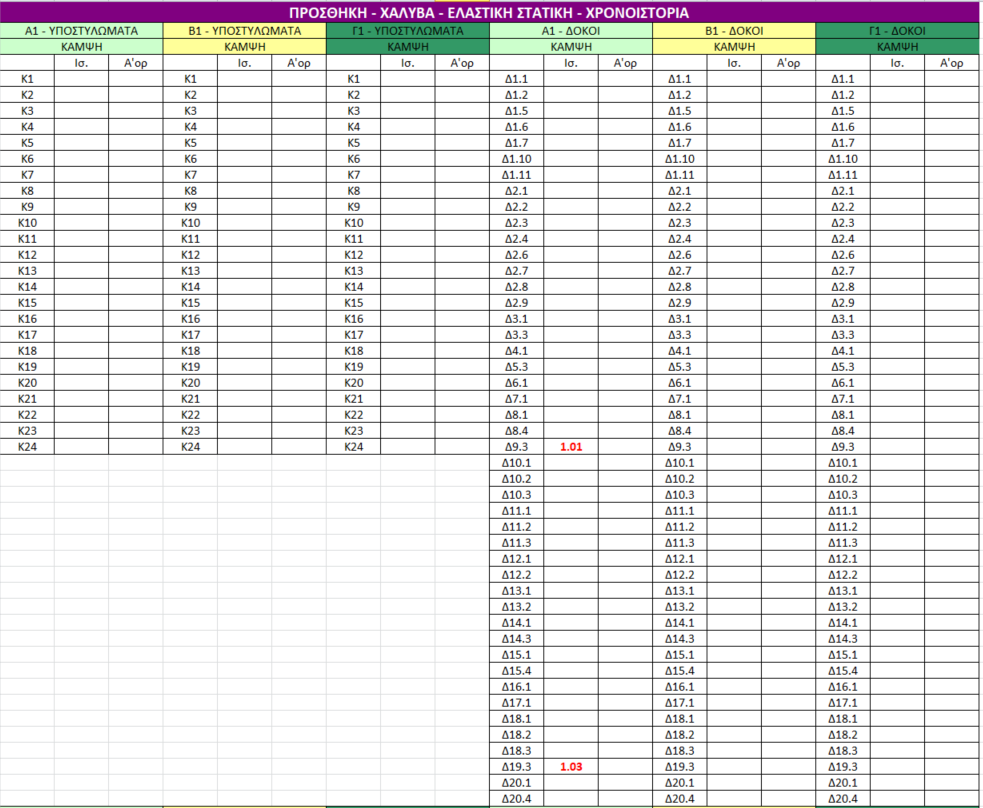 ΠΡΟΣΘΗΚΗ - ΧΑΛΥΒΑ - ΕΛΑΣΤΙΚΗ ΣΤΑΤΙΚΗ - ΧΡΟΝΟΙΣΤΟΡΙΑ
Α1 - ΥΠΟΣΤΥΛΩΜΑΤΑ Β1 - ΥΠΟΣΤΥΛΩΜΑΤΑ Γ1 - ΥΠΟΣΤΥΛΩΜΑΤΑ Α1 - ΔΟΚΟΙ Β1 - ΔΟΚΟΙ Γ1 - ΔΟΚΟΙ
ΚΑΜΨΗ ΚΑΜΨΗ ΚΑΜΨΗ ΚΑΜΨΗ ΚΑΜΨΗ ΚΑΜΨΗ
Ισ. Α'ορ Ισ. Α'ορ Ισ. Α'ορ Ισ. Α'ορ Ισ. Α'ορ Ισ. Α'ορ
Κ1 Κ1 Κ1 Δ1.1 Δ1.1 Δ1.1
Κ2 Κ2 Κ2 Δ1.2 Δ1.2 Δ1.2
Κ3 Κ3 Κ3 Δ1.5 Δ1.5 Δ1.5
Κ4 Κ4 Κ4 Δ1.6 Δ1.6 Δ1.6
Κ5 Κ5 Κ5 Δ1.7 Δ1.7 Δ1.7
Κ6 Κ6 Κ6 Δ1.10 Δ1.10 Δ1.10
Κ7 Κ7 Κ7 Δ1.11 Δ1.11 Δ1.11
Κ8 Κ8 Κ8 Δ2.1 Δ2.1 Δ2.1
Κ9 Κ9 Κ9 Δ2.2 Δ2.2 Δ2.2
Κ10 Κ10 Κ10 Δ2.3 Δ2.3 Δ2.3
Κ11 Κ11 Κ11 Δ2.4 Δ2.4 Δ2.4
Κ12 Κ12 Κ12 Δ2.6 Δ2.6 Δ2.6
Κ13 Κ13 Κ13 Δ2.7 Δ2.7 Δ2.7
Κ14 Κ14 Κ14 Δ2.8 Δ2.8 Δ2.8
Κ15 Κ15 Κ15 Δ2.9 Δ2.9 Δ2.9
Κ16 Κ16 Κ16 Δ3.1 Δ3.1 Δ3.1
Κ17 Κ17 Κ17 Δ3.3 Δ3.3 Δ3.3
Κ18 Κ18 Κ18 Δ4.1 Δ4.1 Δ4.1
Κ19 Κ19 Κ19 Δ5.3 Δ5.3 Δ5.3
Κ20 Κ20 Κ20 Δ6.1 Δ6.1 Δ6.1
Κ21 Κ21 Κ21 Δ7.1 Δ7.1 Δ7.1
Κ22 Κ22 Κ22 Δ8.1 Δ8.1 Δ8.1
Κ23 Κ23 Κ23 Δ8.4 Δ8.4 Δ8.4
Κ24 Κ24 Κ24 Δ9.3 1.01 Δ9.3 Δ9.3
Δ10.1 Δ10.1 Δ10.1
Δ10.2 Δ10.2 Δ10.2
Δ10.3 Δ10.3 Δ10.3
Δ11.1 Δ11.1 Δ11.1
Δ11.2 Δ11.2 Δ11.2
Δ11.3 Δ11.3 Δ11.3
Δ12.1 Δ12.1 Δ12.1
Δ12.2 Δ12.2 Δ12.2
Δ13.1 Δ13.1 Δ13.1
Δ13.2 Δ13.2 Δ13.2
Δ14.1 Δ14.1 Δ14.1
Δ14.3 Δ14.3 Δ14.3
Δ15.1 Δ15.1 Δ15.1
Δ15.4 Δ15.4 Δ15.4
Δ16.1 Δ16.1 Δ16.1
Δ17.1 Δ17.1 Δ17.1
Δ18.1 Δ18.1 Δ18.1
Δ18.2 Δ18.2 Δ18.2
Δ18.3 Δ18.3 Δ18.3
Δ19.3 1.03 Δ19.3 Δ19.3
Δ20.1 Δ20.1 Δ20.1
Δ20.4 Δ20.4 Δ20.4